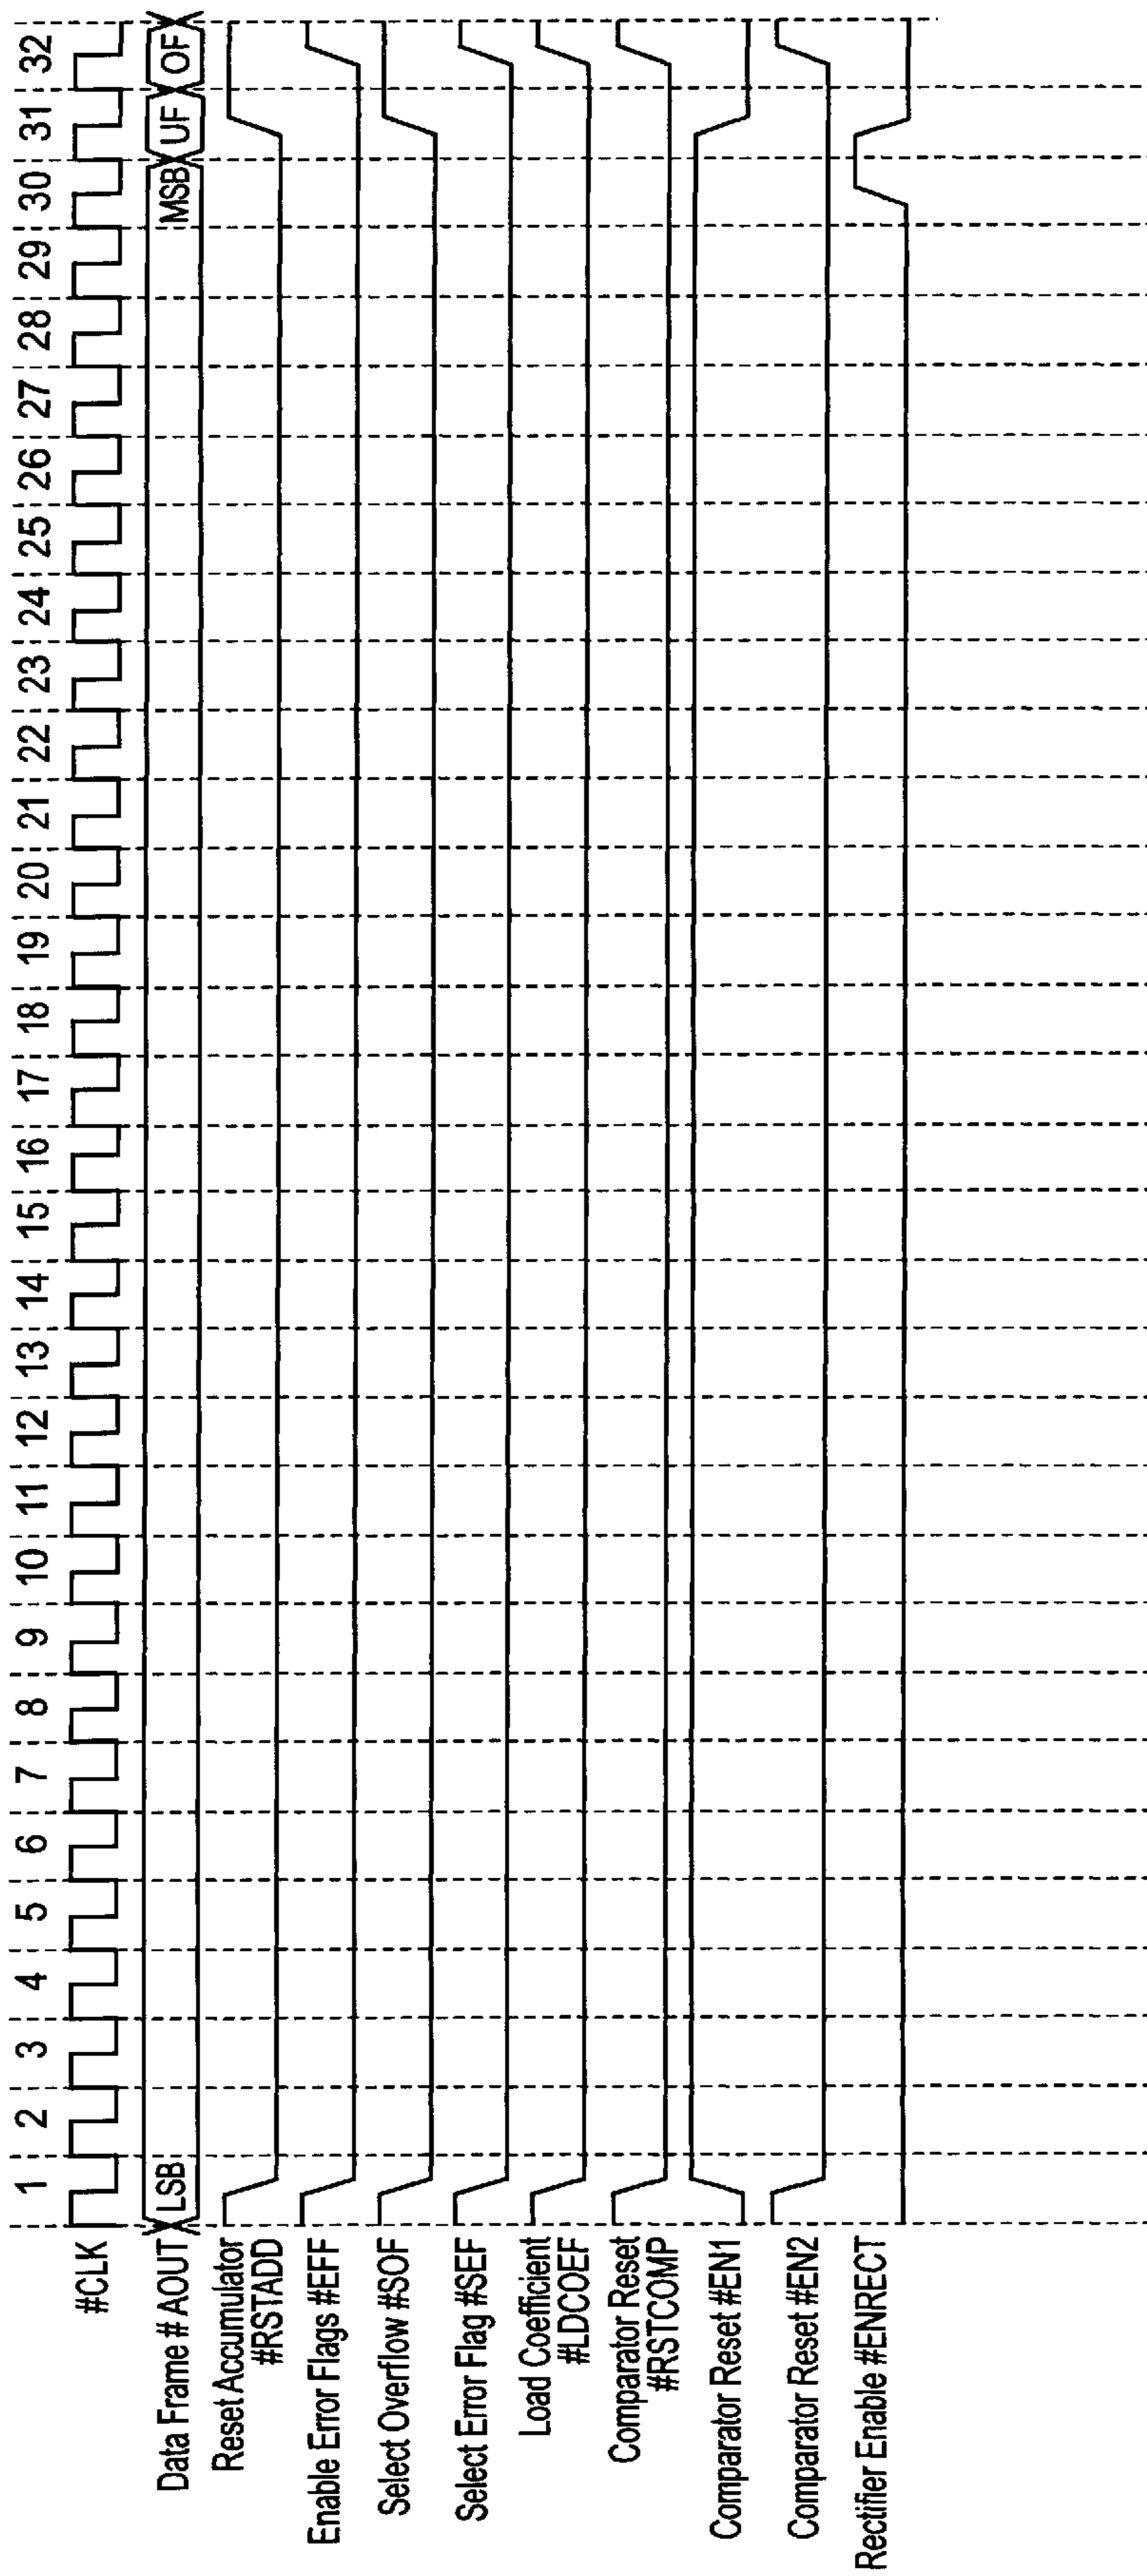 1 2 3 4 5 6 7 8 9 10 11 12 13 14 15 16 17 18 19 20 21 22 23 24 25 26 27 28 29 30 31 32
#CLK
Data Frame # AOUT LSB MSB UF OF
Reset Accumulator
#RSTADD
Enable Error Flags #EFF
Select Overflow #SOF
Select Error Flag #SEF
Load Coefficient
#LDCOEF
Comparator Reset
#RSTCOMP
Comparator Reset #EN1
Comparator Reset #EN2
Rectifier Enable #ENRECT